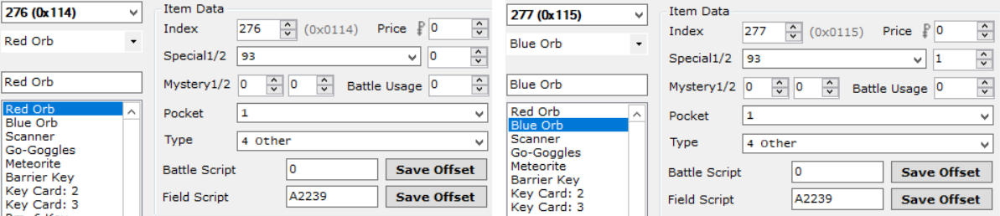 276 (0x114)
Red Orb
Red Orb
Red Orb
Blue Orb
Scanner
Go-Goggles
Meteorite
Barrier Key
Key Card: 2
Key Card: 3
Item Data
Index 276 (0x0114) Price 0
Special1/2 93 0
Mystery1/2 0 0 Battle Usage 0
Pocket 1
Type 4 Other
Battle Script 0 Save Offset
Field Script A2239 Save Offset
277 (0x115)
Blue Orb
Blue Orb
Red Orb
Blue Orb
Scanner
Go-Goggles
Meteorite
Barrier Key
Key Card: 2
Key Card: 3
Item Data
Index 277 (0x0115) Price 0
Special1/2 93 1
Mystery1/2 0 0 Battle Usage 0
Pocket 1
Type 4 Other
Battle Script 0 Save Offset
Field Script A2239 Save Offset